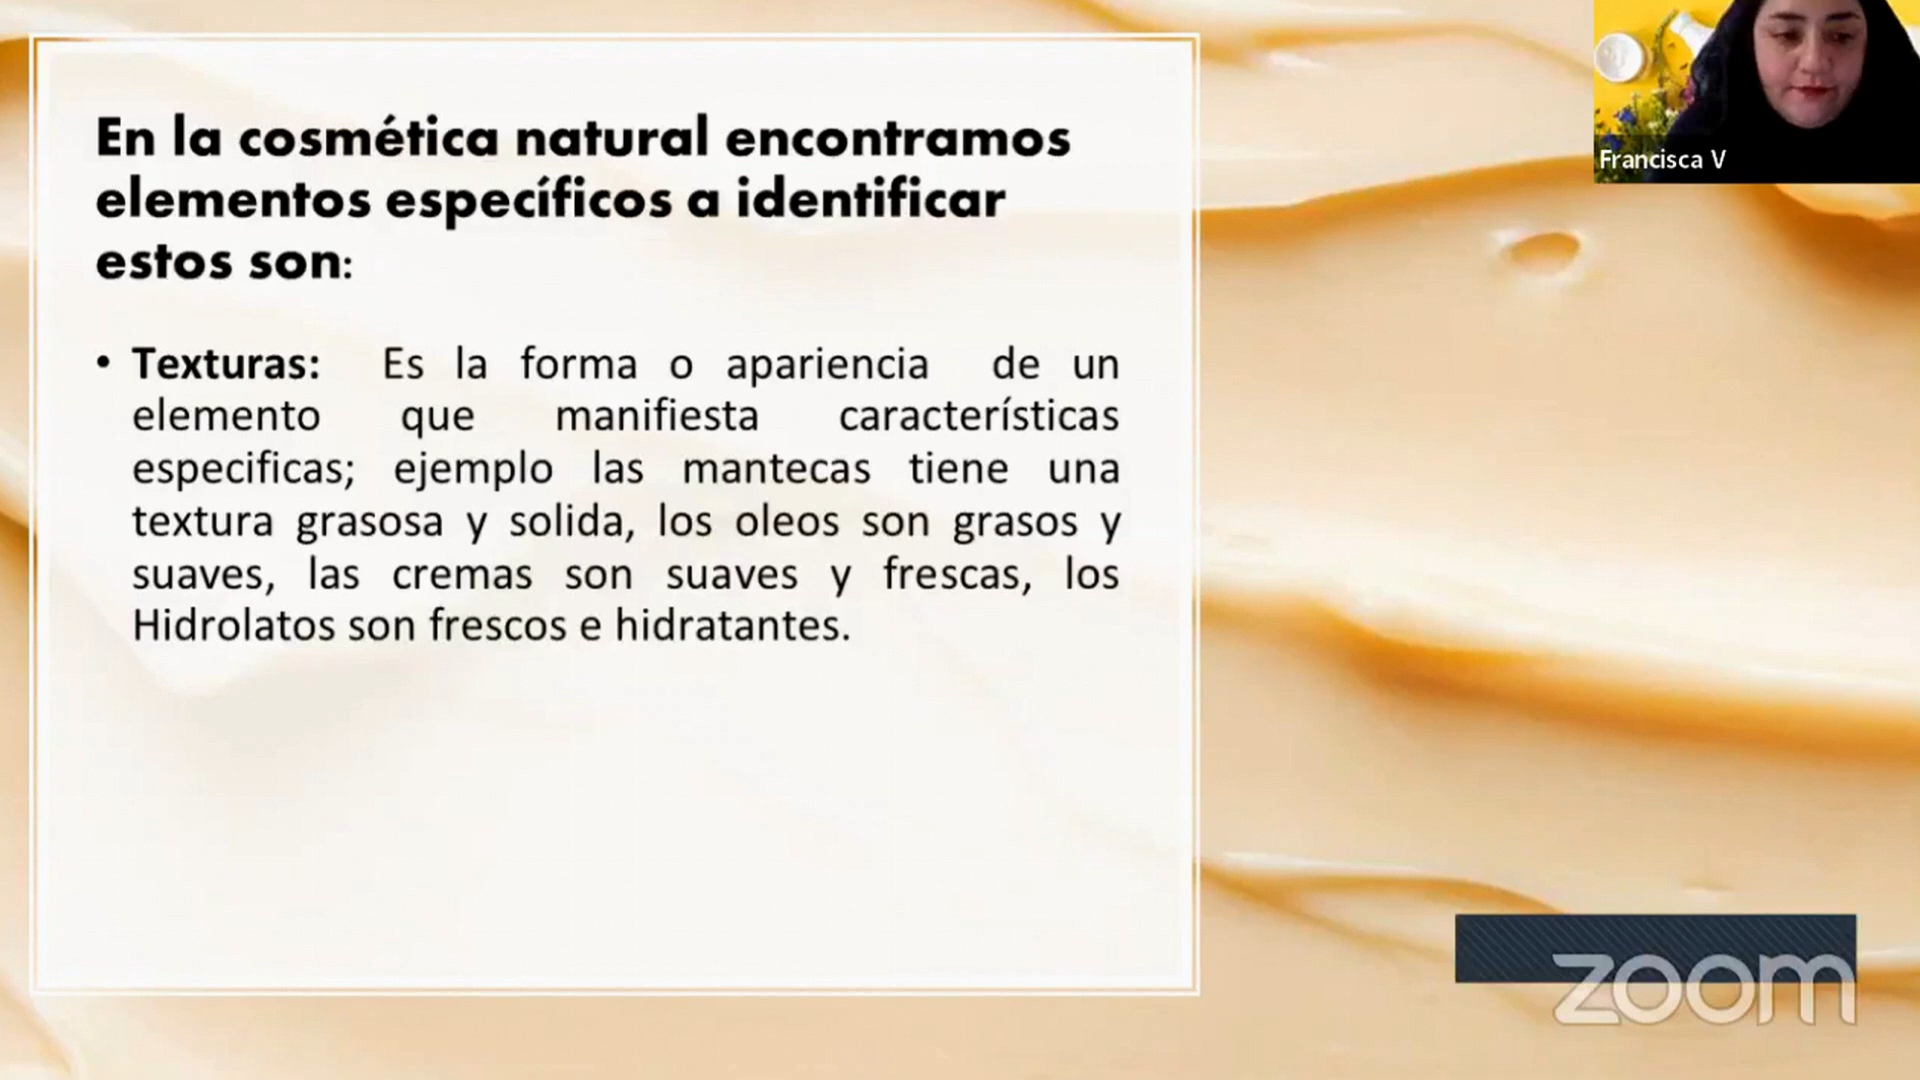 En la cosmética natural encontramos
elementos específicos a identificar
estos son:
• Texturas: Es la forma o apariencia de un
elemento que manifiesta características
especificas; ejemplo las mantecas tiene una
textura grasosa y solida, los oleos son grasos y
suaves, las cremas son suaves y frescas, los
Hidrolatos son frescos e hidratantes.
Francisca V
zoom